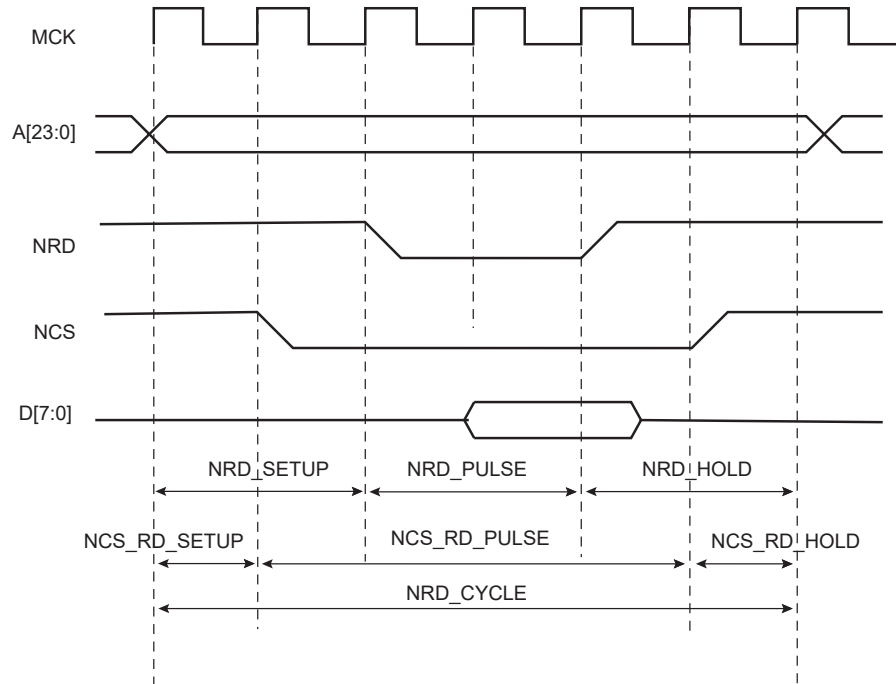 MCK
A[23:0]
NRD
NCS
D[7:0]
NRD_SETUP NRD_PULSE NRD_HOLD
NCS_RD_SETUP NCS_RD_PULSE NCS_RD_HOLD
NRD_CYCLE